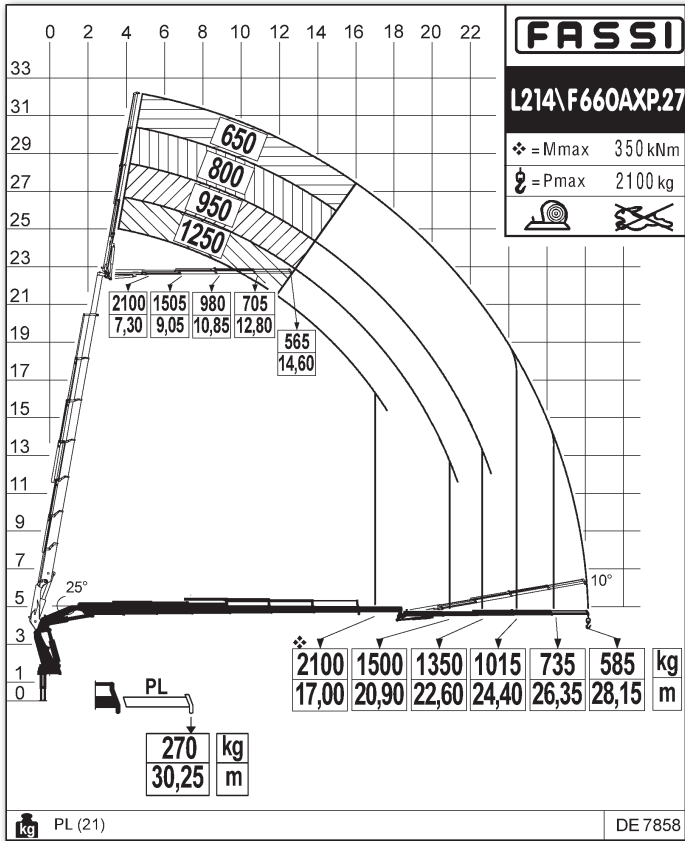 0 2 4 6 8 10 12 14 16 18 20 22
FASSI
L214\F660AXP.27
❖ = Mmax 350 kNm
= Pmax 2100 kg
33
31
29
27
25
23
21
19
17
15
13
11
9
7
5
3
1
0
650
800
950
1250
2100 1505 980 705
7,30 9,05 10,85 12,80
565
14,60
25°
10°
❖
2100 1500 1350 1015 735 585 kg
17,00 20,90 22,60 24,40 26,35 28,15 m
PL
270 kg
30,25 m
kg PL (21)
DE 7858